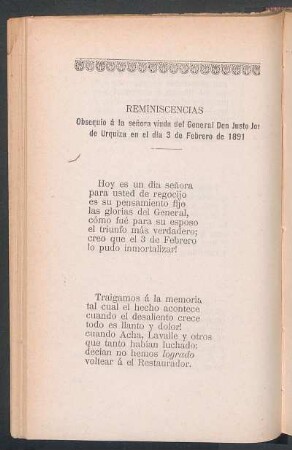 REMINISCENCIAS
Obsequio á la señora viuda del General Don Justo Jos
de Urquiza en el día 3 de Febrero de 1891
Hoy es un dia señora
para usted de regocijo
es su pensamiento fijo
las glorias del General,
cómo fué para su esposo
el triunfo más verdadero;
creo que el 3 de Febrero
lo pudo inmortalizar!
Traigamos á la memoria
tal cual el hecho acontece
cuando el desaliento crece
todo es llanto y dolor!
cuando Acha, Lavalle y otros
que tanto habian luchado;
decian no hemos logrado
voltear á el Restaurador.